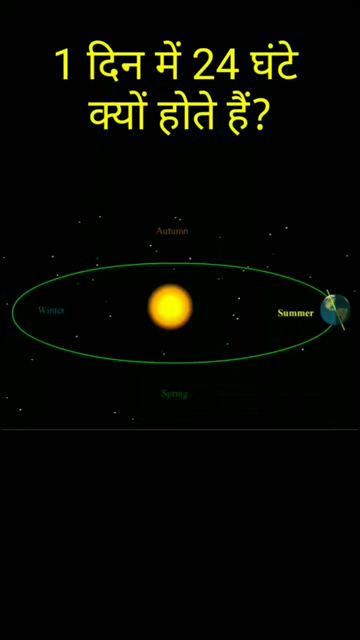 1 दिन में 24 घंटे
क्यों होते हैं?
Autumn
Winter
Summer
Spring